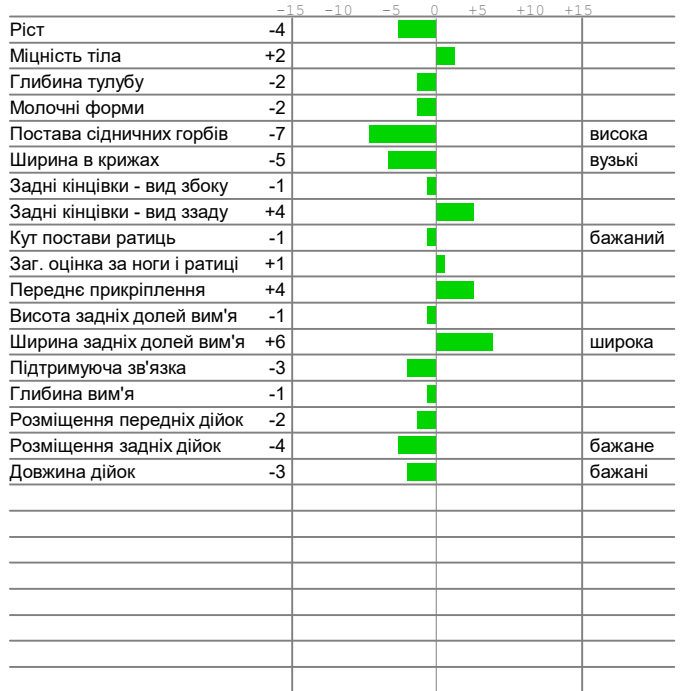 -15 -10 -5 0 +5 +10 +15
Ріст -4
Міцність тіла +2
Глибина тулубу -2
Молочні форми -2
Постава сідничних горбів -7 висока
Ширина в крижах -5 вузькі
Задні кінцівки - вид збоку -1
Задні кінцівки - вид ззаду +4
Кут постави ратиць -1 бажаний
Заг. оцінка за ноги і ратиці +1
Переднє прикріплення +4
Висота задніх долей вим'я -1
Ширина задніх долей вим'я +6 широка
Підтримуюча зв'язка -3
Глибина вим'я -1
Розміщення передніх дійок -2
Розміщення задніх дійок -4 бажане
Довжина дійок -3 бажані